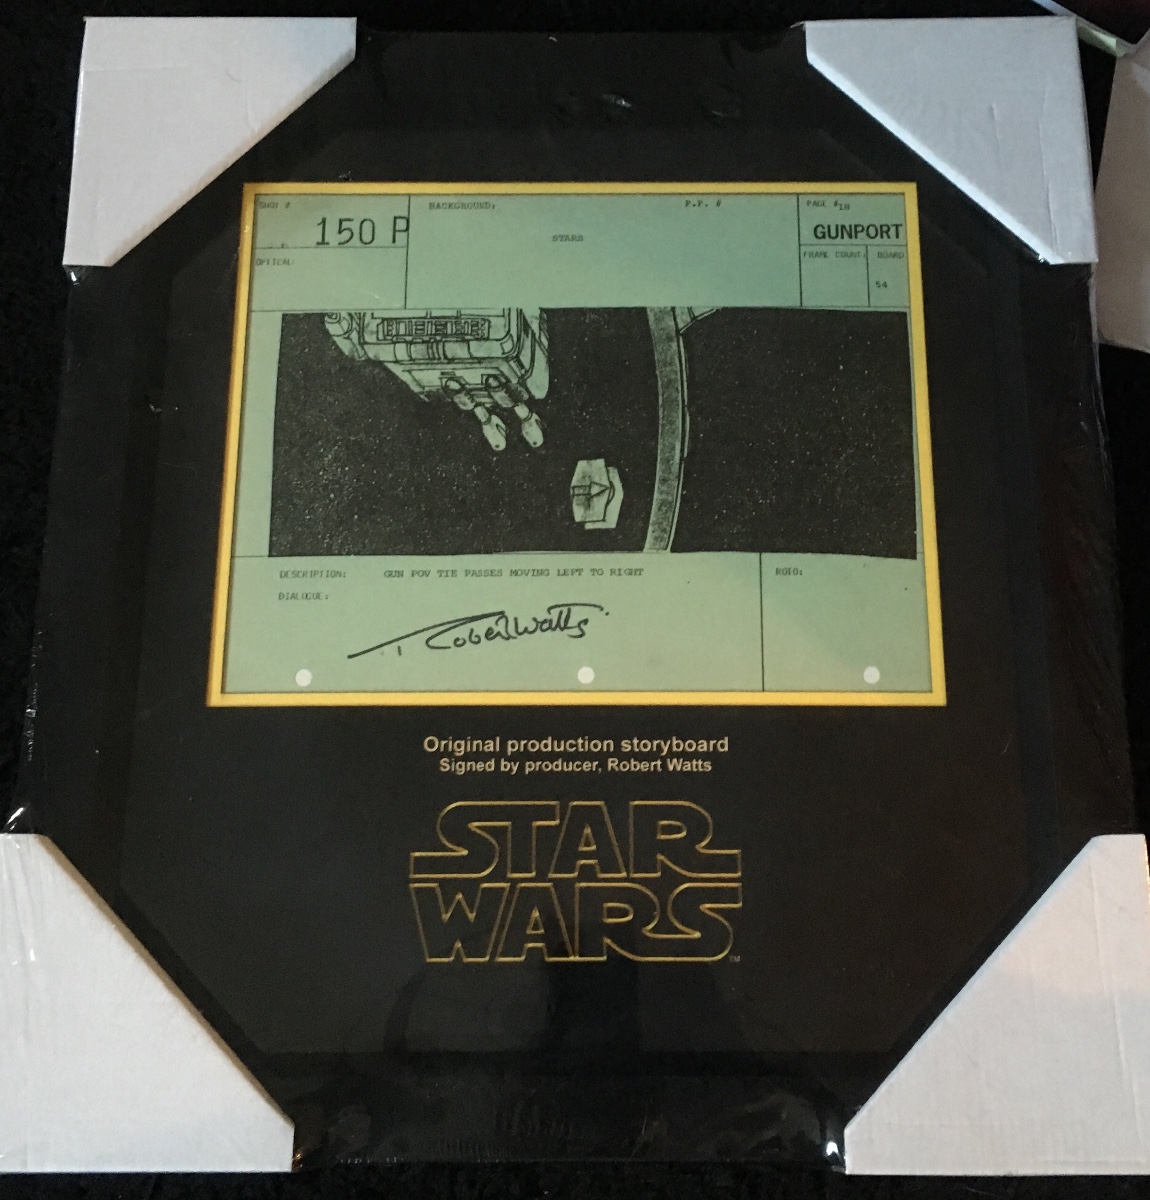 SHOT #
150 P
OPTICAL:
BACKGROUND:
P.P. #
STARS
PAGE #18
GUNPORT
FRAME COUNT:
BOARD
54
DESCRIPTION: GUN POV TIE PASSES MOVING LEFT TO RIGHT
DIALOGUE:
ROTO:
Robert Watts
Original production storyboard
Signed by producer, Robert Watts
STAR
WARS
TM